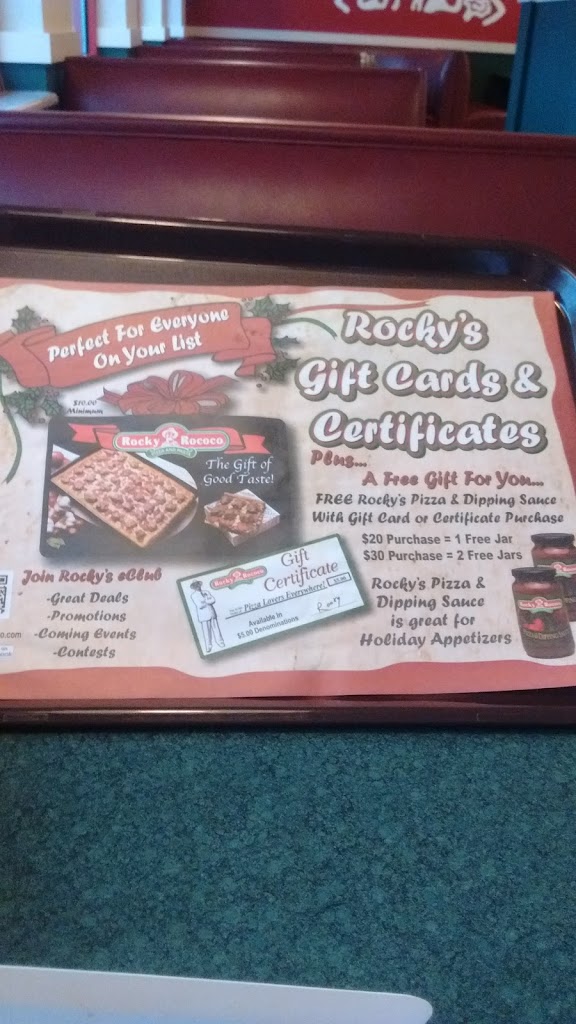 Perfect For Everyone
On Your List
$10.00
Minimum
Rocky Rococo
The Gift of
Good Taste!
Rocky's
Gift Cards &
Certificates
Plus...
A Free Gift For You...
FREE Rocky's Pizza & Dipping Sauce
With Gift Card or Certificate Purchase
$20 Purchase = 1 Free Jar
$30 Purchase = 2 Free Jars
Rocky's Pizza &
Dipping Sauce
is great for
Holiday Appetizers
Join Rocky's eClub
-Great Deals
-Promotions
-Coming Events
-Contests
o.com
Rocky Rococo
Gift
Certificate
Pizza Lovers Everywhere!
$5.00
Available In
$5.00 Denominations
Rocky